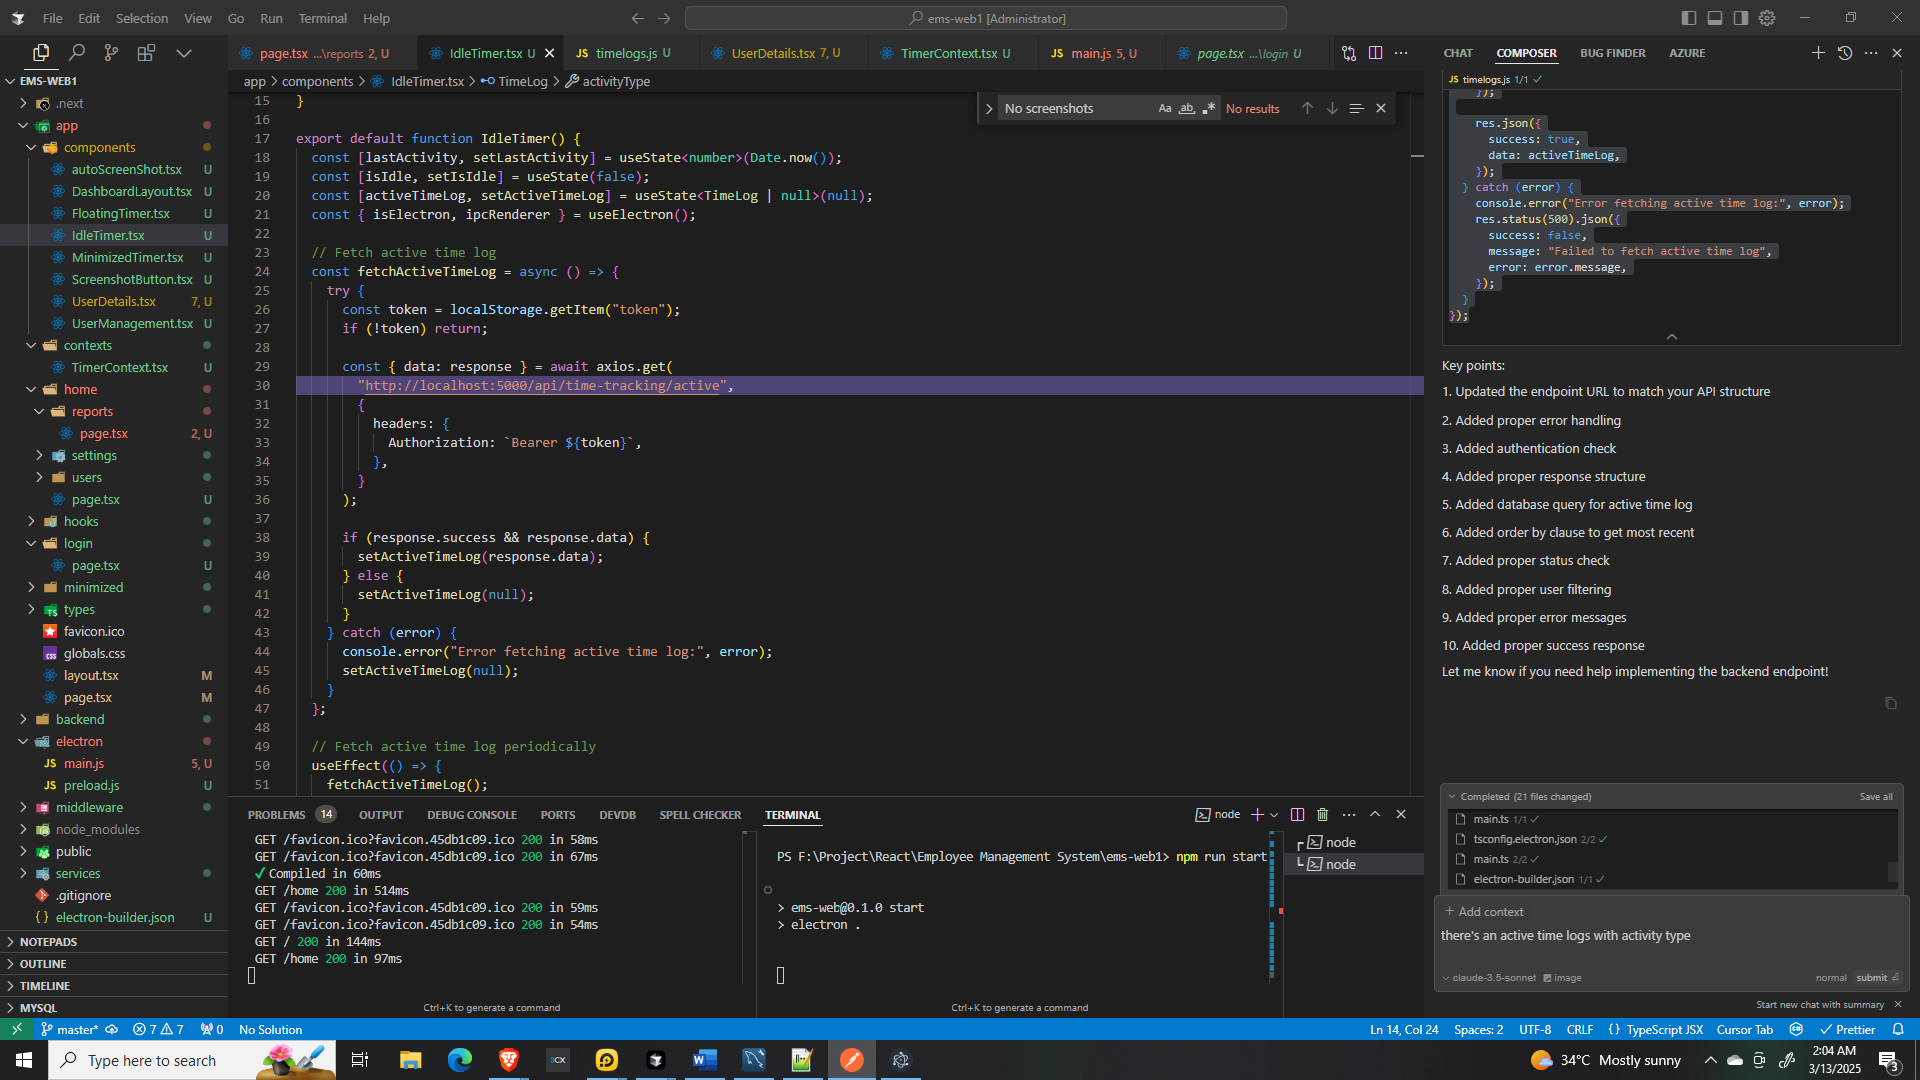 File Edit Selection View Go Run Terminal Help
ems-web1 [Administrator]
EMS-WEB1
.next
app
components
autoScreenShot.tsx U
DashboardLayout.tsx U
FloatingTimer.tsx U
IdleTimer.tsx U
MinimizedTimer.tsx U
ScreenshotButton.tsx U
UserDetails.tsx 7, U
UserManagement.tsx U
contexts
TimerContext.tsx U
home
reports
page.tsx 2, U
settings
users
page.tsx U
hooks
login
page.tsx U
minimized
types
favicon.ico
globals.css
layout.tsx M
page.tsx M
backend
electron
JS main.js 5, U
JS preload.js U
middleware
node_modules
public
services
.gitignore
{ } electron-builder.json U
NOTEPADS
OUTLINE
TIMELINE
MYSQL
page.tsx ...\reports 2, U
IdleTimer.tsx U
JS timelogs.js U
UserDetails.tsx 7, U
TimerContext.tsx U
JS main.js 5, U
page.tsx ...\login U
app > components > IdleTimer.tsx > TimeLog > activityType
No screenshots Aa ab No results
15 }
16
17 export default function IdleTimer() {
18 const [lastActivity, setLastActivity] = useState<number>(Date.now());
19 const [isIdle, setIsIdle] = useState(false);
20 const [activeTimeLog, setActiveTimeLog] = useState<TimeLog | null>(null);
21 const { isElectron, ipcRenderer } = useElectron();
22
23 // Fetch active time log
24 const fetchActiveTimeLog = async () => {
25 try {
26 const token = localStorage.getItem("token");
27 if (!token) return;
28
29 const { data: response } = await axios.get(
30 "http://localhost:5000/api/time-tracking/active",
31 {
32 headers: {
33 Authorization: `Bearer ${token}`,
34 },
35 }
36 );
37
38 if (response.success && response.data) {
39 setActiveTimeLog(response.data);
40 } else {
41 setActiveTimeLog(null);
42 }
43 } catch (error) {
44 console.error("Error fetching active time log:", error);
45 setActiveTimeLog(null);
46 }
47 };
48
49 // Fetch active time log periodically
50 useEffect(() => {
51 fetchActiveTimeLog();
PROBLEMS 14 OUTPUT DEBUG CONSOLE PORTS DEVDB SPELL CHECKER TERMINAL
node
GET /favicon.ico?favicon.45db1c09.ico 200 in 58ms
GET /favicon.ico?favicon.45db1c09.ico 200 in 67ms
✓ Compiled in 60ms
GET /home 200 in 514ms
GET /favicon.ico?favicon.45db1c09.ico 200 in 59ms
GET /favicon.ico?favicon.45db1c09.ico 200 in 54ms
GET / 200 in 144ms
GET /home 200 in 97ms
Ctrl+K to generate a command
PS F:\Project\React\Employee Management System\ems-web1> npm run start
> ems-web@0.1.0 start
> electron .
Ctrl+K to generate a command
node
node
CHAT COMPOSER BUG FINDER AZURE
JS timelogs.js 1/1 ✓
});
res.json({
success: true,
data: activeTimeLog,
});
} catch (error) {
console.error("Error fetching active time log:", error);
res.status(500).json({
success: false,
message: "Failed to fetch active time log",
error: error.message,
});
}
});
Key points:
1. Updated the endpoint URL to match your API structure
2. Added proper error handling
3. Added authentication check
4. Added proper response structure
5. Added database query for active time log
6. Added order by clause to get most recent
7. Added proper status check
8. Added proper user filtering
9. Added proper error messages
10. Added proper success response
Let me know if you need help implementing the backend endpoint!
Completed (21 files changed) Save all
main.ts 1/1 ✓
tsconfig.electron.json 2/2 ✓
main.ts 2/2 ✓
electron-builder.json 1/1 ✓
+ Add context
there's an active time logs with activity type
claude-3.5-sonnet image normal submit
Start new chat with summary
master* 7 7 0 No Solution
Ln 14, Col 24 Spaces: 2 UTF-8 CRLF { } TypeScript JSX Cursor Tab Prettier
Type here to search
34°C Mostly sunny
2:04 AM
3/13/2025
3